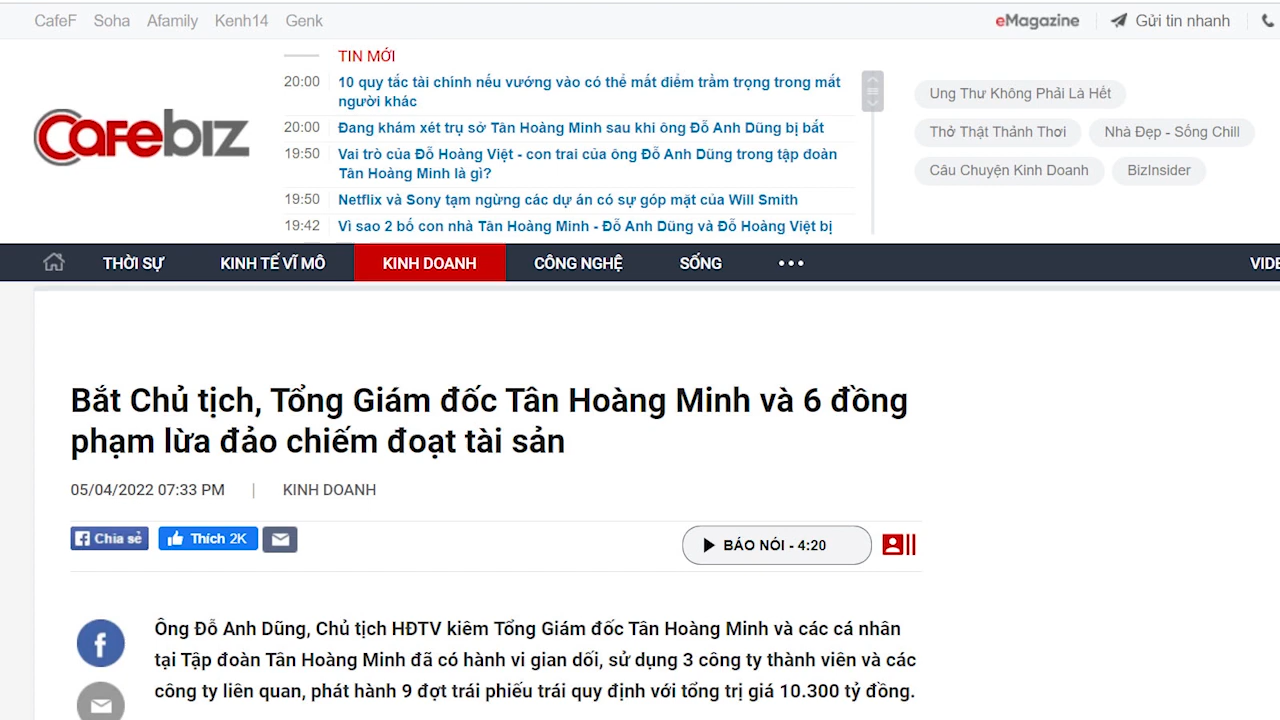 CafeF Soha Afamily Kenh14 Genk
eMagazine Gửi tin nhanh
Cafebiz
TIN MỚI
20:00 10 quy tắc tài chính nếu vướng vào có thể mất điểm trầm trọng trong mắt
người khác
20:00 Đang khám xét trụ sở Tân Hoàng Minh sau khi ông Đỗ Anh Dũng bị bắt
19:50 Vai trò của Đỗ Hoàng Việt - con trai của ông Đỗ Anh Dũng trong tập đoàn
Tân Hoàng Minh là gì?
19:50 Netflix và Sony tạm ngừng các dự án có sự góp mặt của Will Smith
19:42 Vì sao 2 bố con nhà Tân Hoàng Minh - Đỗ Anh Dũng và Đỗ Hoàng Việt bị
Ung Thư Không Phải Là Hết
Thở Thật Thảnh Thơi Nhà Đẹp - Sống Chill
Câu Chuyện Kinh Doanh BizInsider
THỜI SỰ KINH TẾ VĨ MÔ KINH DOANH CÔNG NGHỆ SỐNG VIDE
Bắt Chủ tịch, Tổng Giám đốc Tân Hoàng Minh và 6 đồng
phạm lừa đảo chiếm đoạt tài sản
05/04/2022 07:33 PM | KINH DOANH
Chia sẻ Thích 2K BÁO NÓI - 4:20
Ông Đỗ Anh Dũng, Chủ tịch HĐTV kiêm Tổng Giám đốc Tân Hoàng Minh và các cá nhân
tại Tập đoàn Tân Hoàng Minh đã có hành vi gian dối, sử dụng 3 công ty thành viên và các
công ty liên quan, phát hành 9 đợt trái phiếu trái quy định với tổng trị giá 10.300 tỷ đồng.